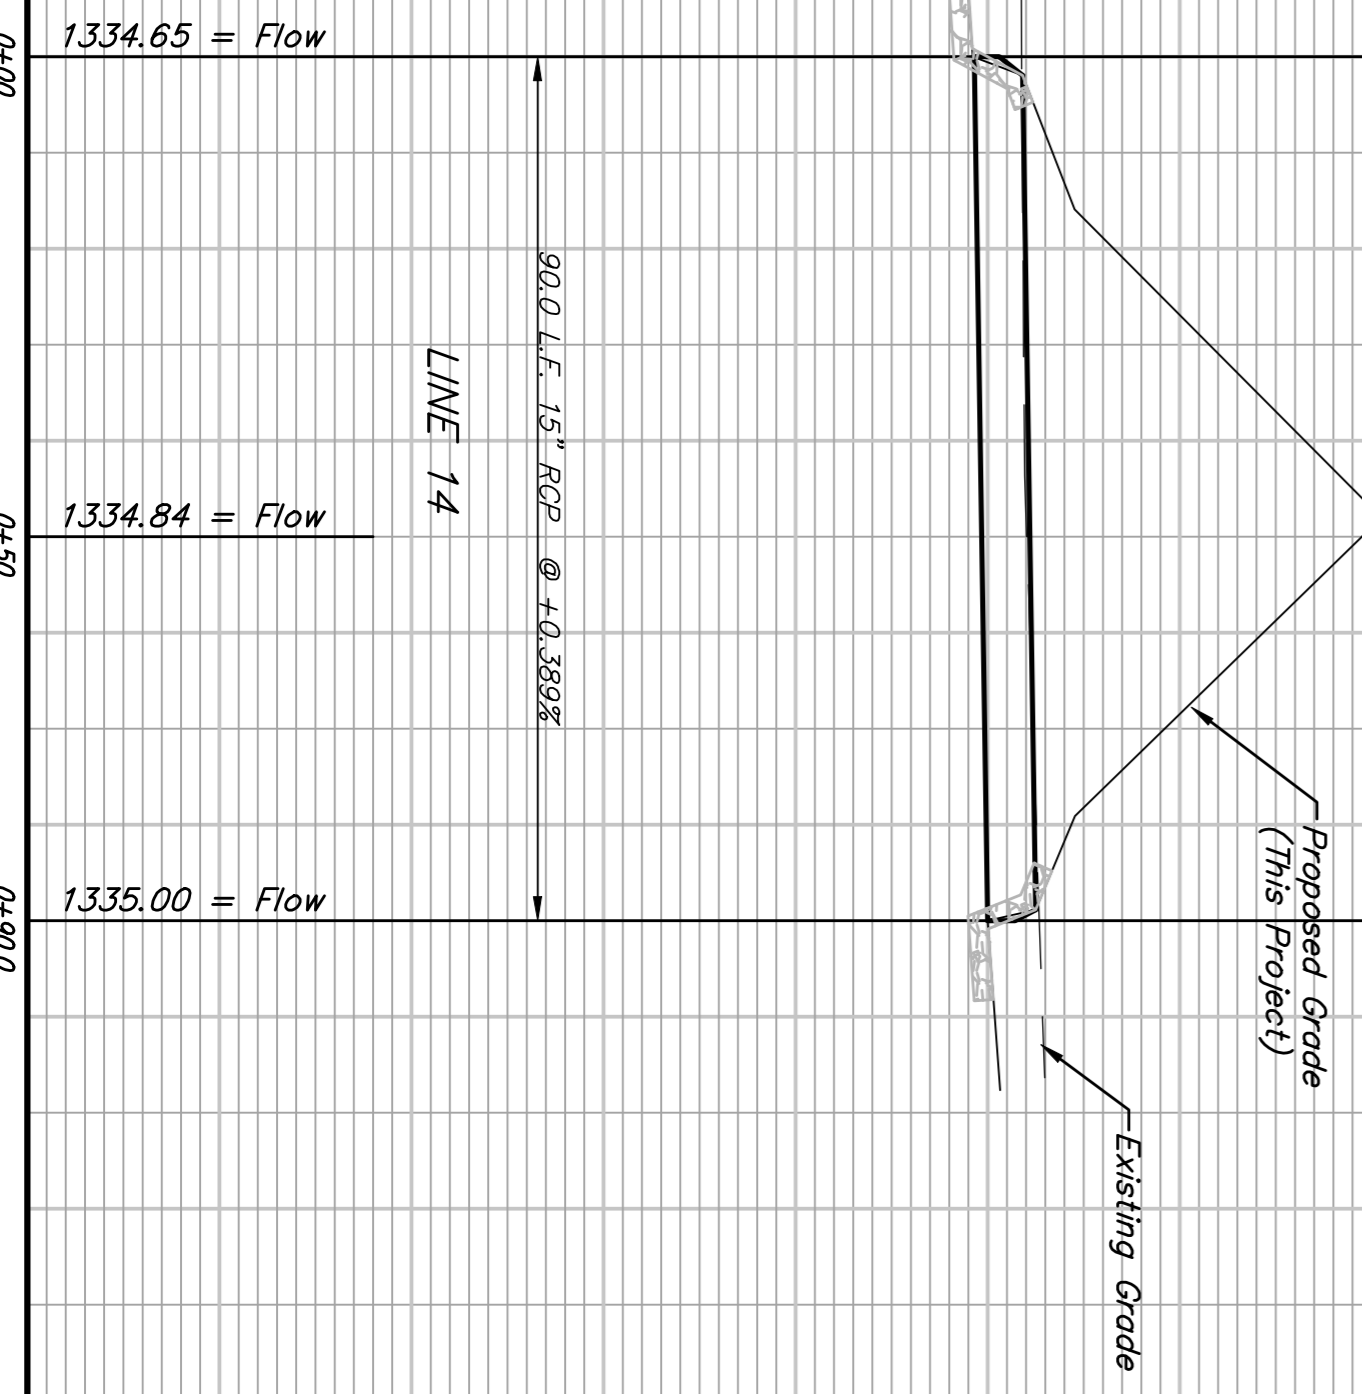 1334.65 = Flow
0+00
90.0 L.F. 15" RCP @ +0.389%
LINE 14
1334.84 = Flow
0+50
1335.00 = Flow
0+90.0
Proposed Grade
(This Project)
Existing Grade